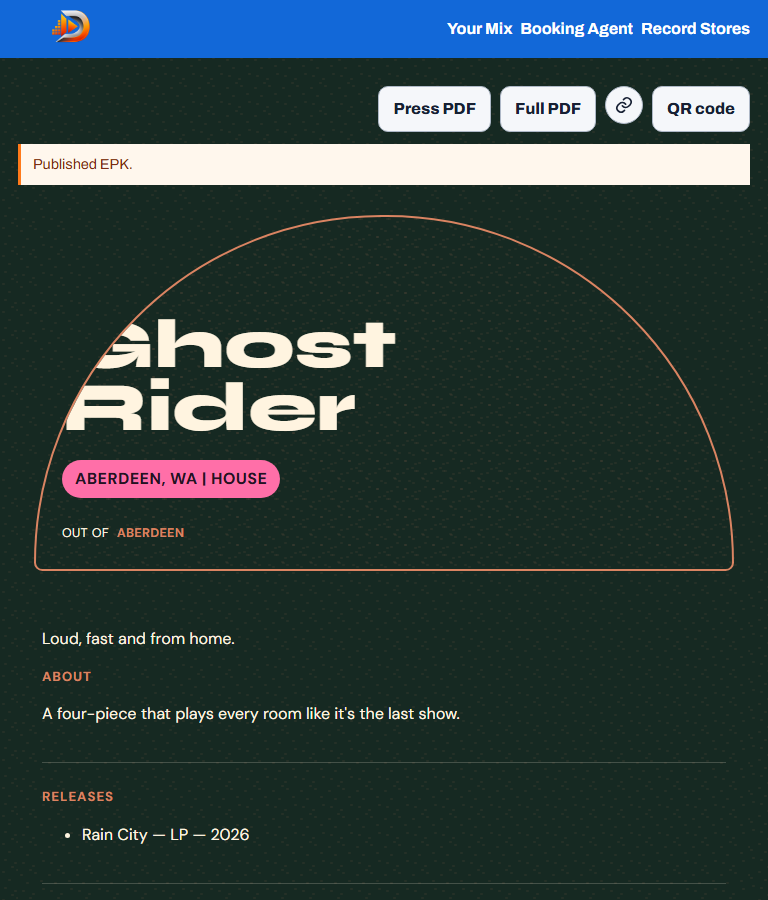 Your Mix Booking Agent Record Stores
Press PDF Full PDF QR code
Published EPK.
Ghost
Rider
ABERDEEN, WA | HOUSE
OUT OF ABERDEEN
Loud, fast and from home.
ABOUT
A four-piece that plays every room like it's the last show.
RELEASES
• Rain City — LP — 2026